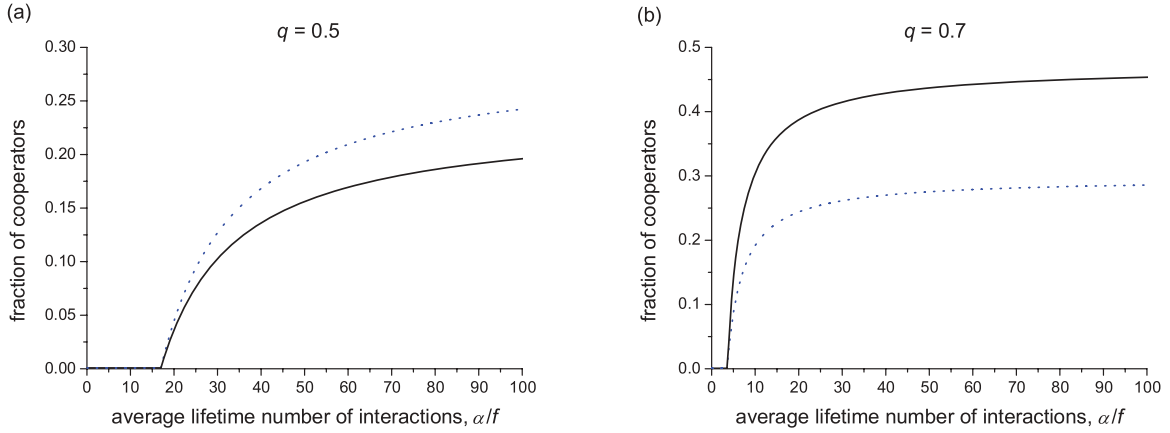 (a)
q = 0.5
0.30
0.25
0.20
0.15
0.10
0.05
0.00
fraction of cooperators
0 10 20 30 40 50 60 70 80 90 100
average lifetime number of interactions, α/f
(b)
q = 0.7
0.5
0.4
0.3
0.2
0.1
0.0
fraction of cooperators
0 10 20 30 40 50 60 70 80 90 100
average lifetime number of interactions, α/f